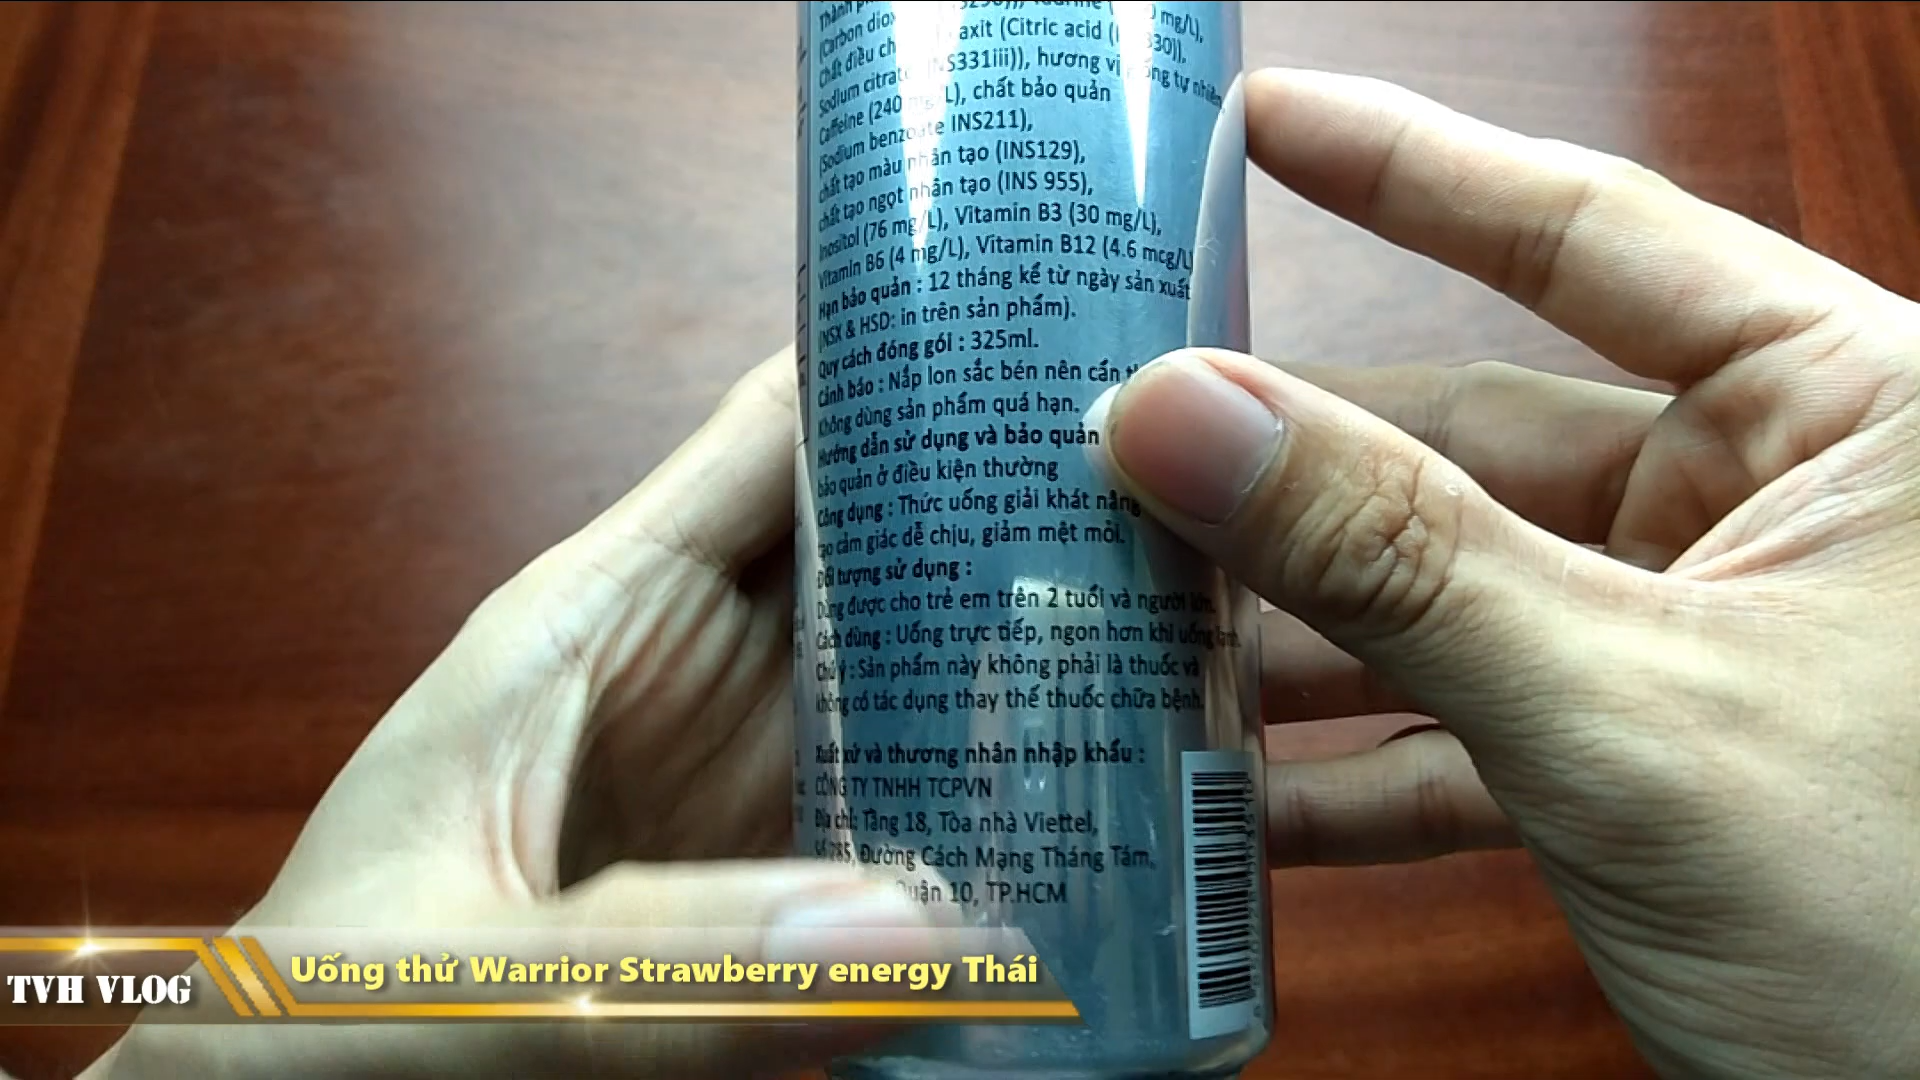 Thành
mg/L),
(Carbon axit (Citric acid (
chất điều
Sodium citrate INS331iii)), hương vị tự nhiên
Caffeine (240 mg/L), chất bảo quản
(Sodium benzoate INS211),
chất tạo màu nhân tạo (INS129),
chất tạo ngọt nhân tạo (INS 955),
Inositol (76 mg/L), Vitamin B3 (30 mg/L),
Vitamin B6 (4 mg/L), Vitamin B12 (4.6 mcg/L)
Hạn bảo quản : 12 tháng kể từ ngày sản xuất
(NSX & HSD: in trên sản phẩm).
Quy cách đóng gói : 325ml.
Cảnh báo : Nắp lon sắc bén nên cẩn
Không dùng sản phẩm quá hạn.
Hướng dẫn sử dụng và bảo quản
bảo quản ở điều kiện thường
Công dụng : Thức uống giải khát năng
tạo cảm giác dễ chịu, giảm mệt mỏi.
Đối tượng sử dụng :
Dùng được cho trẻ em trên 2 tuổi và người lớn.
Cách dùng : Uống trực tiếp, ngon hơn khi uống lạnh.
Chú ý : Sản phẩm này không phải là thuốc và
không có tác dụng thay thế thuốc chữa bệnh.
Xuất xứ và thương nhân nhập khẩu :
CÔNG TY TNHH TCPVN
Địa chỉ: Tầng 18, Tòa nhà Viettel,
Số 285, Đường Cách Mạng Tháng Tám,
Quận 10, TP.HCM
TVH VLOG
Uống thử Warrior Strawberry energy Thái